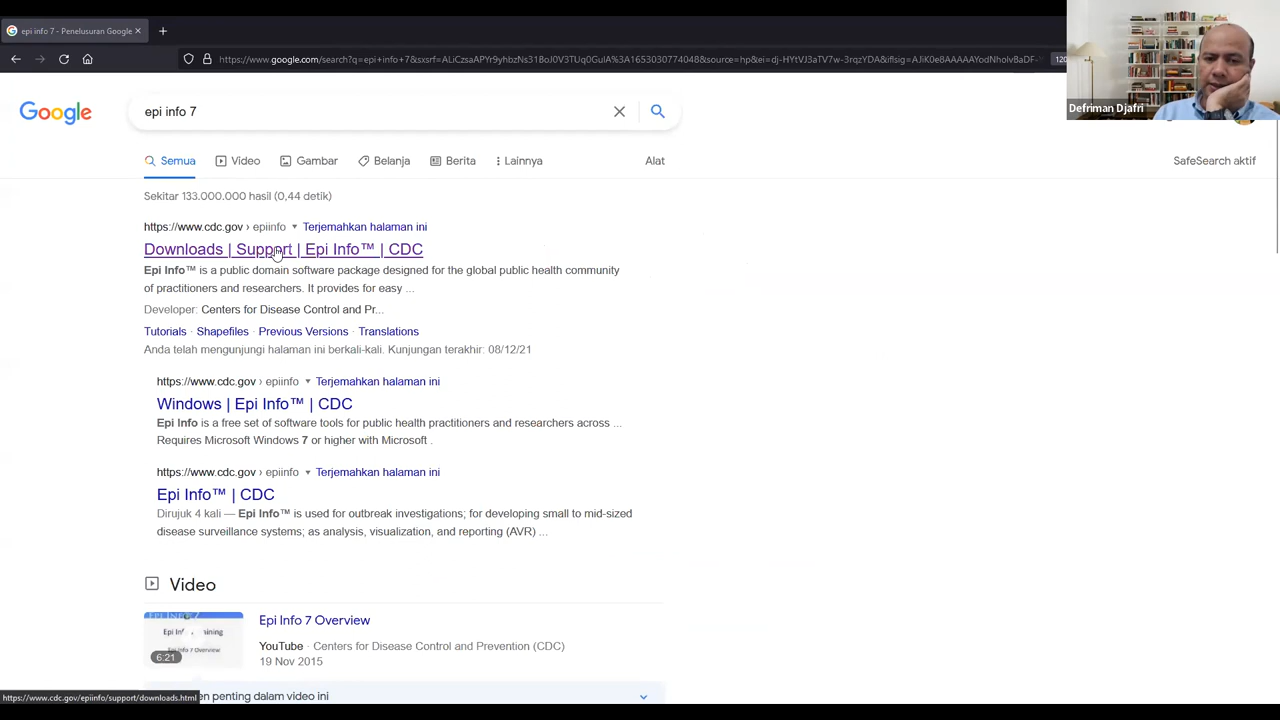 epi info 7 - Penelusuran Google
https://www.google.com/search?q=epi+info+7&sxsrf=
120
Defriman Djafri
Google
epi info 7
Semua
Video
Gambar
Belanja
Berita
Lainnya
Alat
SafeSearch aktif
Sekitar 133.000.000 hasil (0,44 detik)
https://www.cdc.gov › epiinfo Terjemahkan halaman ini
Downloads | Support | Epi Info™ | CDC
Epi Info™ is a public domain software package designed for the global public health community
of practitioners and researchers. It provides for easy ...
Developer: Centers for Disease Control and Pr...
Tutorials · Shapefiles · Previous Versions · Translations
Anda telah mengunjungi halaman ini berkali-kali. Kunjungan terakhir: 08/12/21
https://www.cdc.gov › epiinfo Terjemahkan halaman ini
Windows | Epi Info™ | CDC
Epi Info is a free set of software tools for public health practitioners and researchers across ...
Requires Microsoft Windows 7 or higher with Microsoft .
https://www.cdc.gov › epiinfo Terjemahkan halaman ini
Epi Info™ | CDC
Dirujuk 4 kali — Epi Info™ is used for outbreak investigations; for developing small to mid-sized
disease surveillance systems; as analysis, visualization, and reporting (AVR) ...
Video
Epi Info 7 Overview
6:21
Epi Info 7 Overview
YouTube · Centers for Disease Control and Prevention (CDC)
19 Nov 2015
https://www.cdc.gov/epiinfo/support/downloads.html
en penting dalam video ini